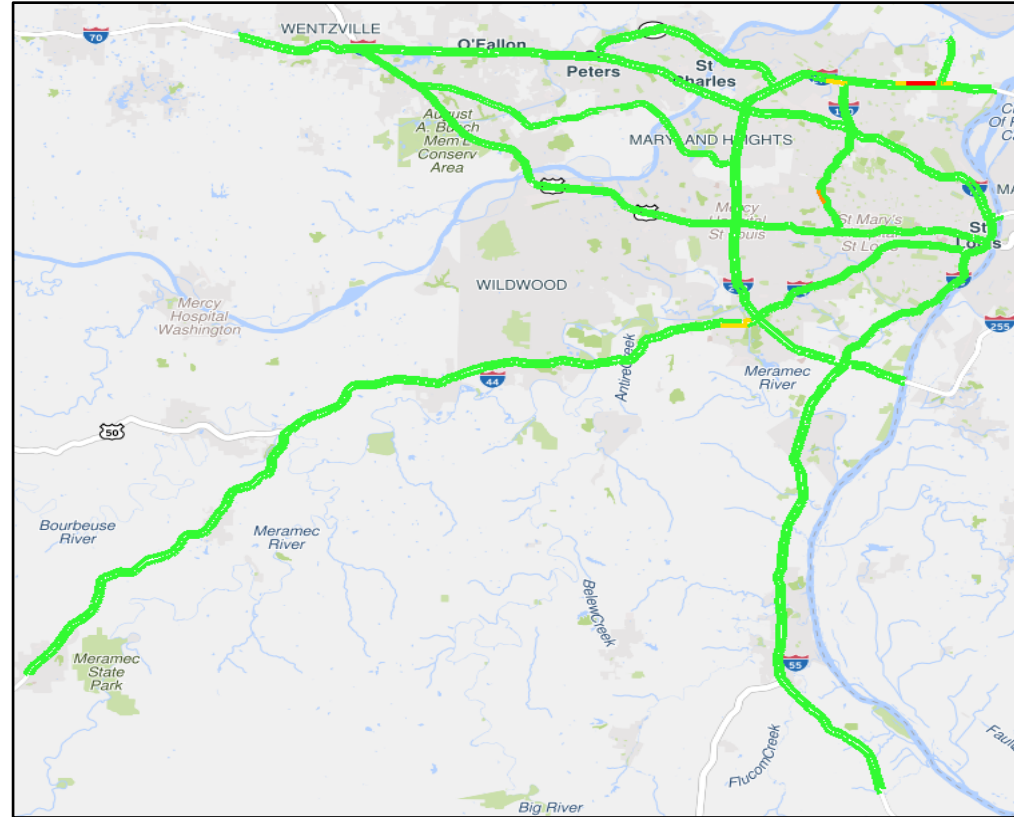 WENTZVILLE
70
O'Fallon
Peters
St
Charles
August
A. Busch
Mem L
Conserv
Area
MARYLAND HEIGHTS
Mercy
Hospital
St Louis
St Mary's
St
Louis
WILDWOOD
Mercy
Hospital
Washington
255
44
Antire Creek
Meramec
River
50
Bourbeuse
River
Meramec
River
Belew Creek
Meramec
State
Park
55
Flucom Creek
Big River